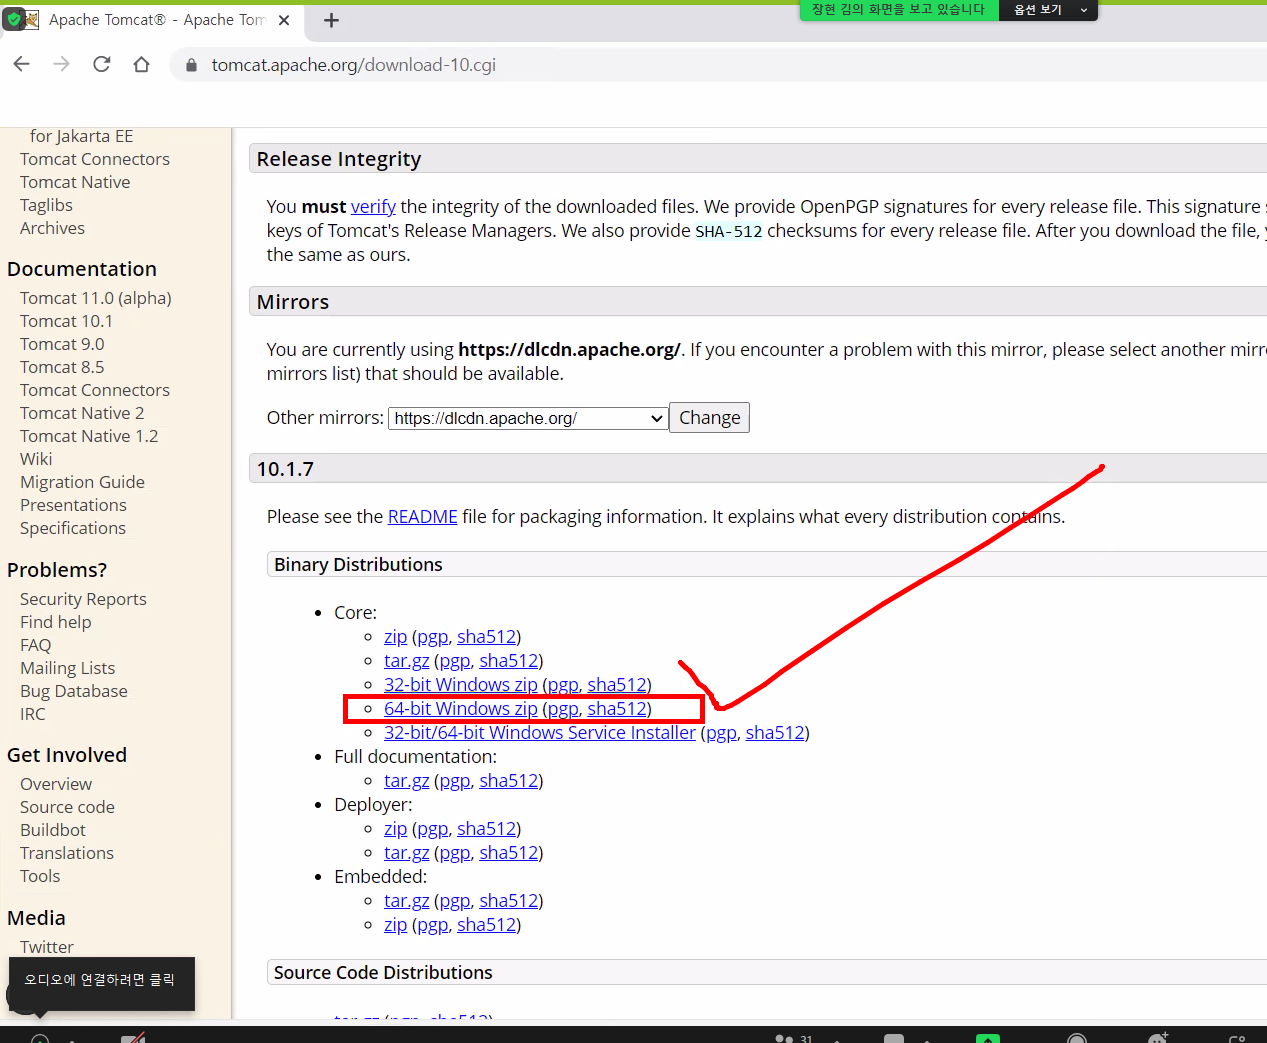 Apache Tomcat® - Apache Tom
장현 김의 화면을 보고 있습니다
옵션 보기
tomcat.apache.org/download-10.cgi
for Jakarta EE
Tomcat Connectors
Tomcat Native
Taglibs
Archives
Documentation
Tomcat 11.0 (alpha)
Tomcat 10.1
Tomcat 9.0
Tomcat 8.5
Tomcat Connectors
Tomcat Native 2
Tomcat Native 1.2
Wiki
Migration Guide
Presentations
Specifications
Problems?
Security Reports
Find help
FAQ
Mailing Lists
Bug Database
IRC
Get Involved
Overview
Source code
Buildbot
Translations
Tools
Media
Twitter
오디오에 연결하려면 클릭
Release Integrity
You must verify the integrity of the downloaded files. We provide OpenPGP signatures for every release file. This signature
keys of Tomcat's Release Managers. We also provide SHA-512 checksums for every release file. After you download the file,
the same as ours.
Mirrors
You are currently using https://dlcdn.apache.org/. If you encounter a problem with this mirror, please select another mirr
mirrors list) that should be available.
Other mirrors: https://dlcdn.apache.org/ Change
10.1.7
Please see the README file for packaging information. It explains what every distribution contains.
Binary Distributions
Core:
zip (pgp, sha512)
tar.gz (pgp, sha512)
32-bit Windows zip (pgp, sha512)
64-bit Windows zip (pgp, sha512)
32-bit/64-bit Windows Service Installer (pgp, sha512)
Full documentation:
tar.gz (pgp, sha512)
Deployer:
zip (pgp, sha512)
tar.gz (pgp, sha512)
Embedded:
tar.gz (pgp, sha512)
zip (pgp, sha512)
Source Code Distributions
tar.gz (pgp, sha512)
31